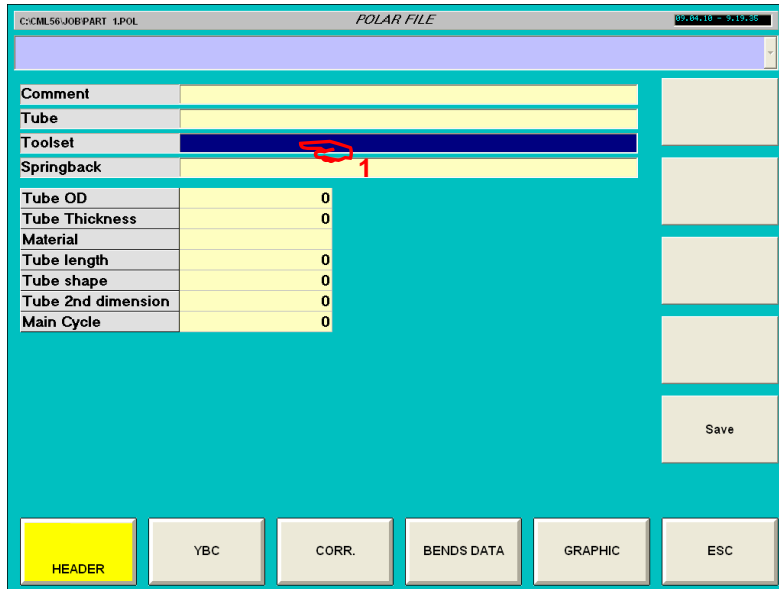 C:\CML56\JOB\PART 1.POL POLAR FILE 09.04.10 - 9.19.36
Comment
Tube
Toolset
Springback
1
Tube OD 0
Tube Thickness 0
Material
Tube length 0
Tube shape 0
Tube 2nd dimension 0
Main Cycle 0
Save
HEADER YBC CORR. BENDS DATA GRAPHIC ESC